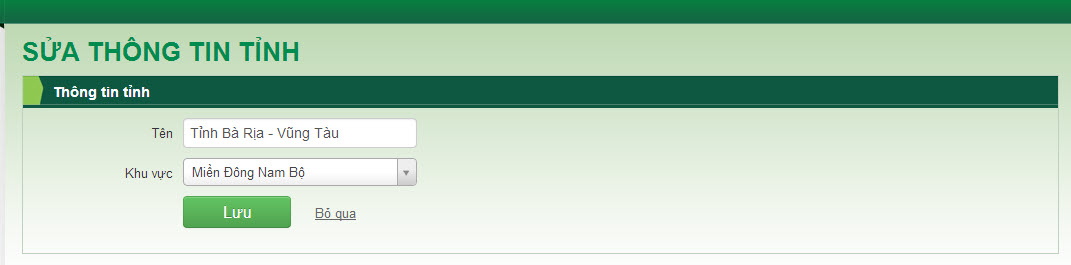 SỬA THÔNG TIN TỈNH
Thông tin tỉnh
Tên Tỉnh Bà Rịa - Vũng Tàu
Khu vực Miền Đông Nam Bộ
Lưu Bỏ qua